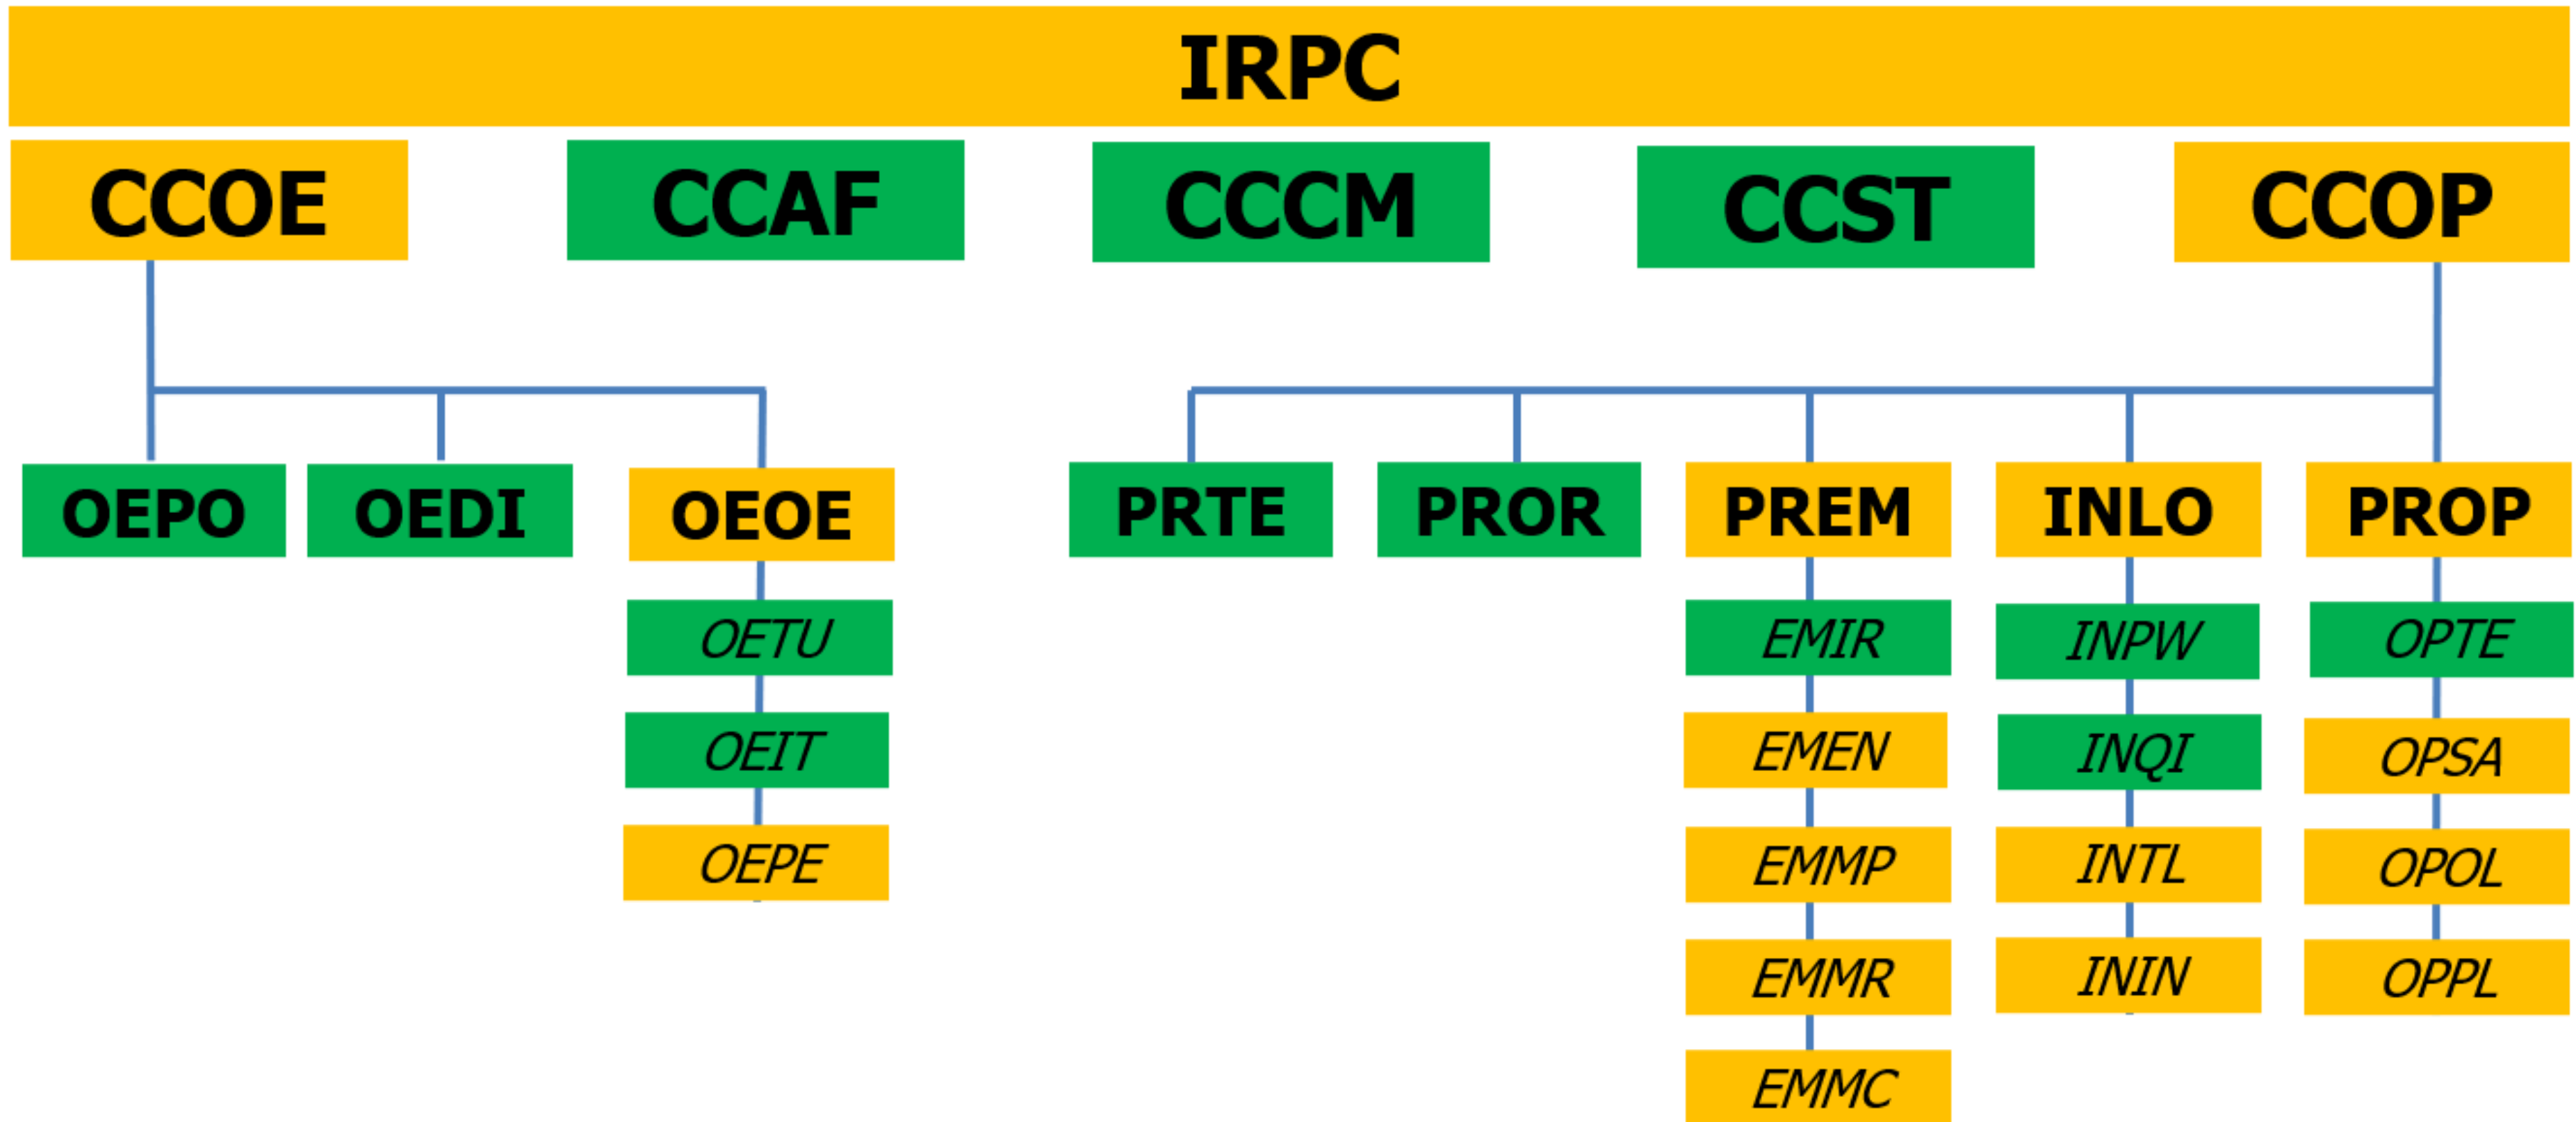 IRPC
CCOE CCAF CCCM CCST CCOP
OEPO OEDI OEOE PRTE PROR PREM INLO PROP
OETU EMIR INPW OPTE
OEIT EMEN INQI OPSA
OEPE EMMP INTL OPOL
EMMR ININ OPPL
EMMC